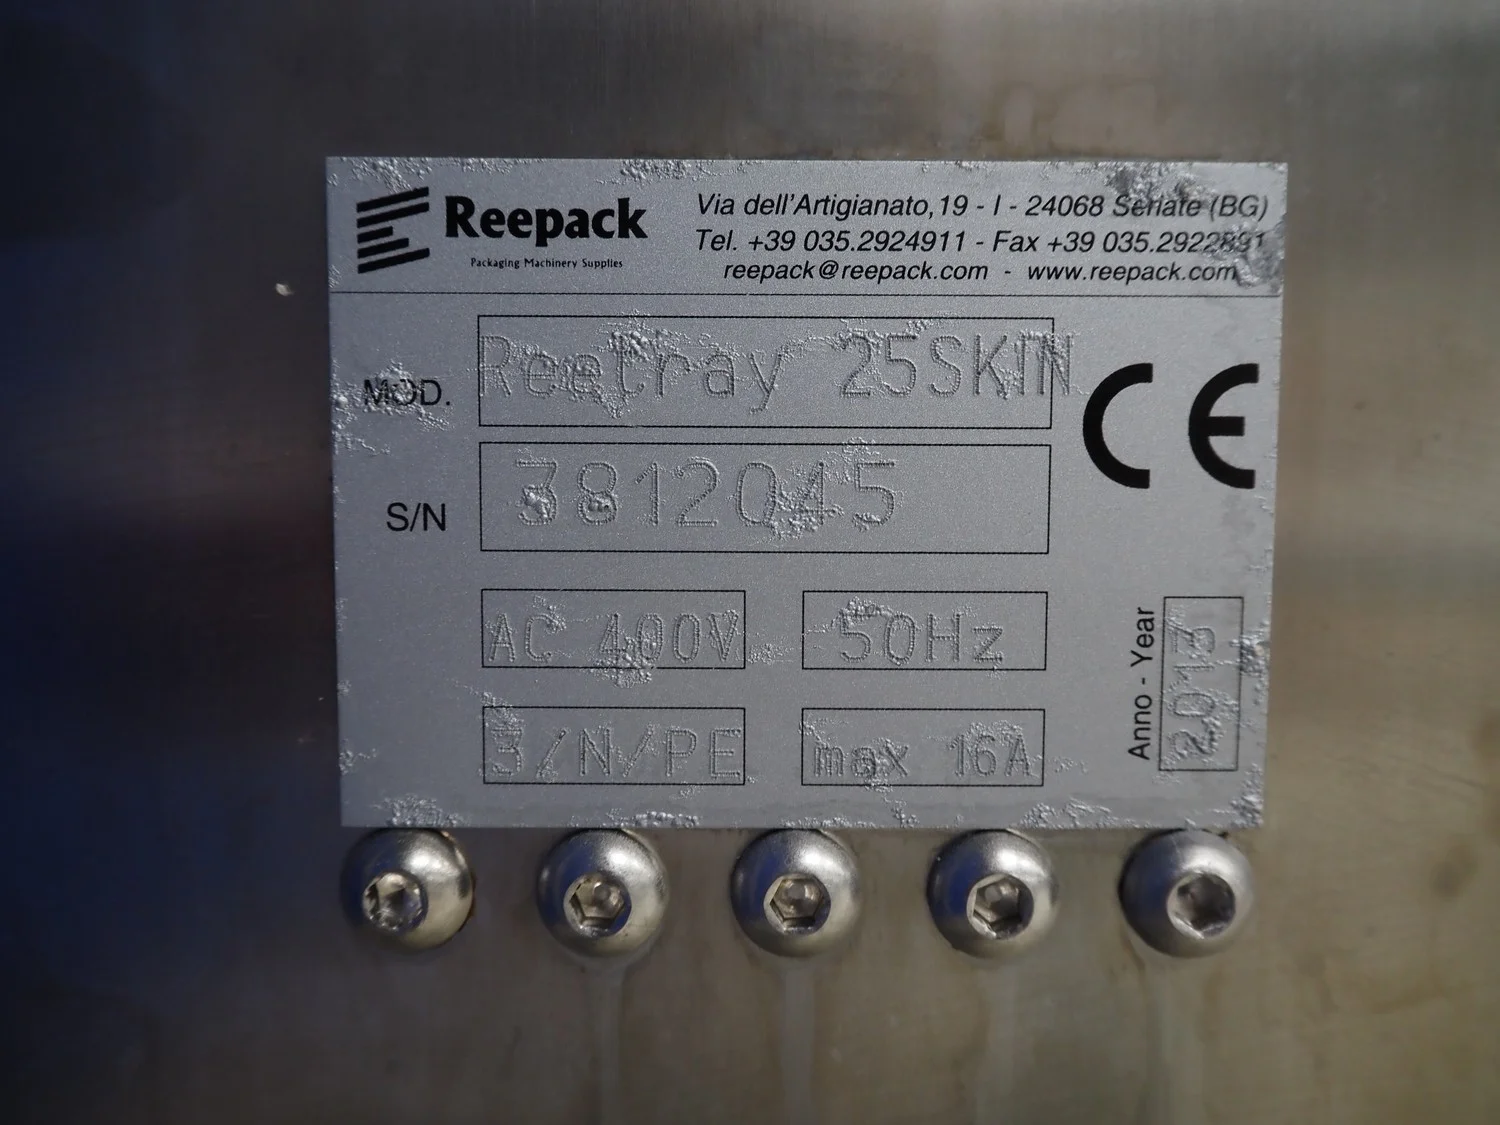 Reepack
Packaging Machinery Supplies
Via dell'Artigianato,19 - I - 24068 Seriate (BG)
Tel. +39 035.2924911 - Fax +39 035.2922891
reepack@reepack.com - www.reepack.com
MOD. Reetray 25SKIN
CE
S/N 3812045
AC 400V 50Hz
3/N/PE max 16A
Anno - Year 2013